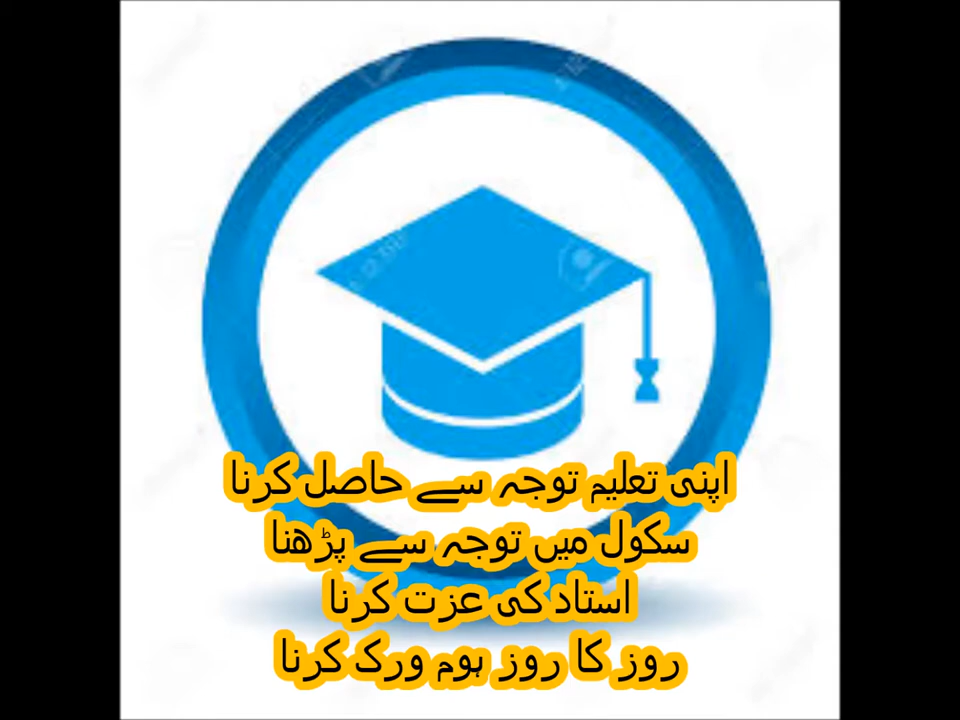 اپنی تعلیم توجہ سے حاصل کرنا
سکول میں توجہ سے پڑھنا
استاد کی عزت کرنا
روز کا روز ہوم ورک کرنا